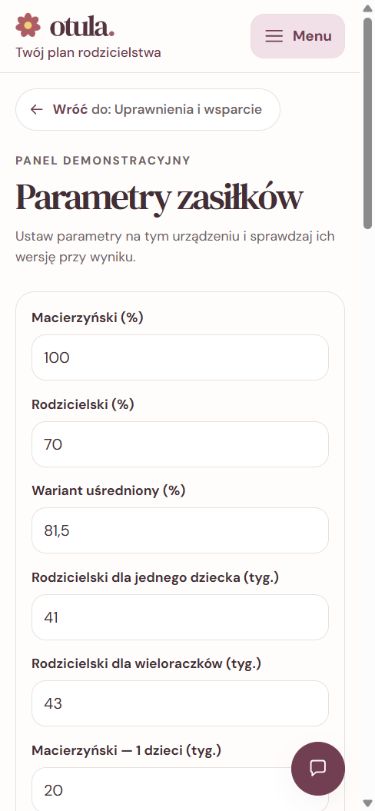 otula.
Menu
Twój plan rodzicielstwa
← Wróć do: Uprawnienia i wsparcie
PANEL DEMONSTRACYJNY
Parametry zasiłków
Ustaw parametry na tym urządzeniu i sprawdzaj ich
wersję przy wyniku.
Macierzyński (%)
100
Rodzicielski (%)
70
Wariant uśredniony (%)
81,5
Rodzicielski dla jednego dziecka (tyg.)
41
Rodzicielski dla wieloraczków (tyg.)
43
Macierzyński — 1 dzieci (tyg.)
20